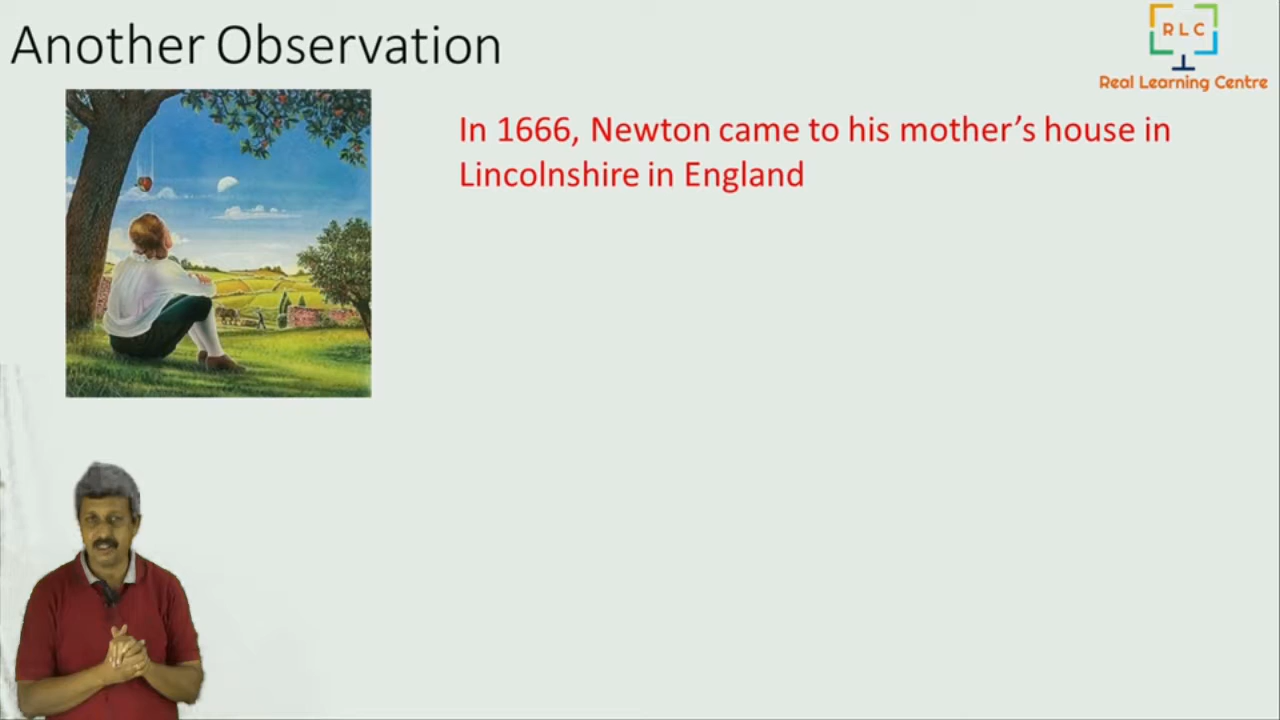 Another Observation
RLC
Real Learning Centre
In 1666, Newton came to his mother's house in
Lincolnshire in England